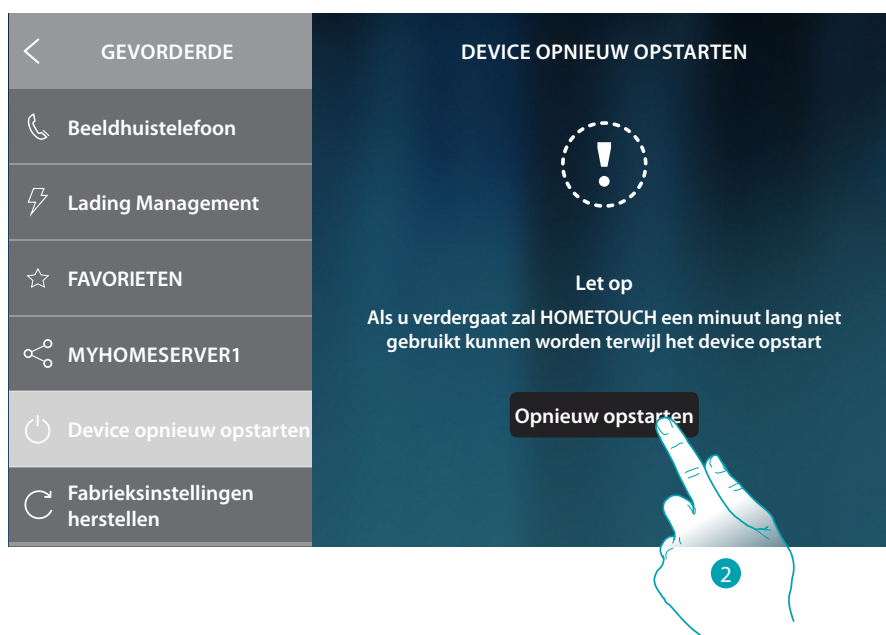 GEVORDERDE
Beeldhuistelefoon
Lading Management
FAVORIETEN
MYHOMESERVER1
Device opnieuw opstarten
Fabrieksinstellingen
herstellen
DEVICE OPNIEUW OPSTARTEN
Let op
Als u verdergaat zal HOMETOUCH een minuut lang niet
gebruikt kunnen worden terwijl het device opstart
Opnieuw opstarten
2